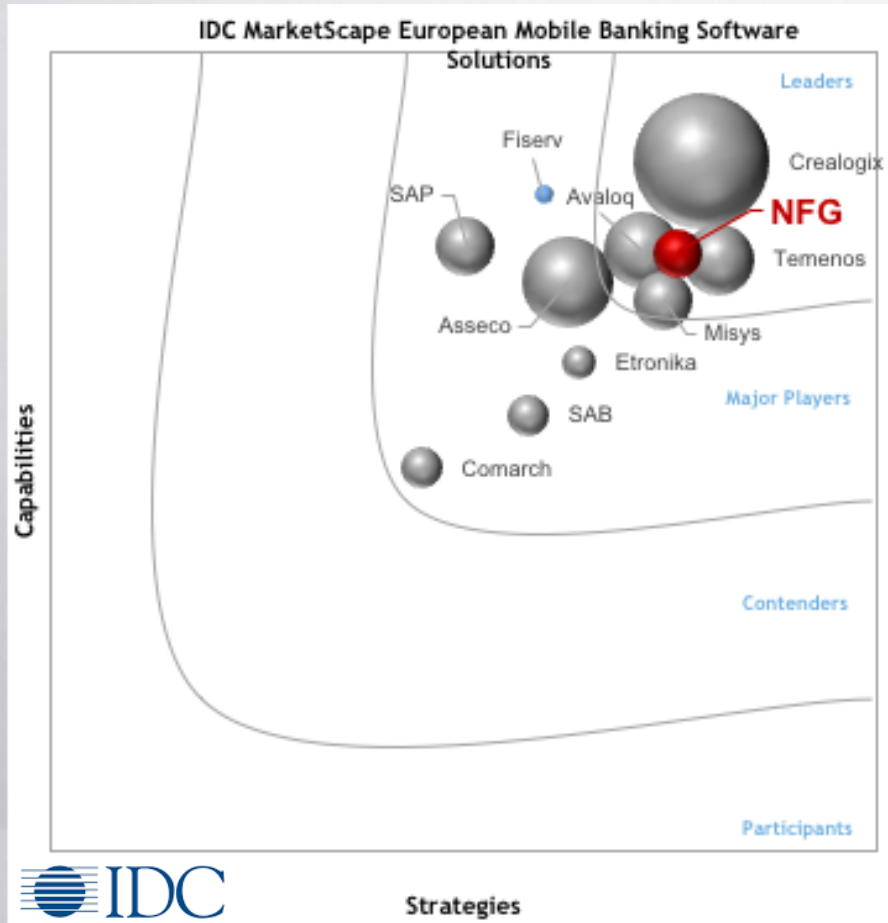 IDC MarketScape European Mobile Banking Software
Solutions
Leaders
Fiserv
Crealogix
SAP
Avaloq
NFG
Temenos
Asseco
Misys
Etronika
Major Players
SAB
Comarch
Capabilities
Contenders
Participants
IDC
Strategies